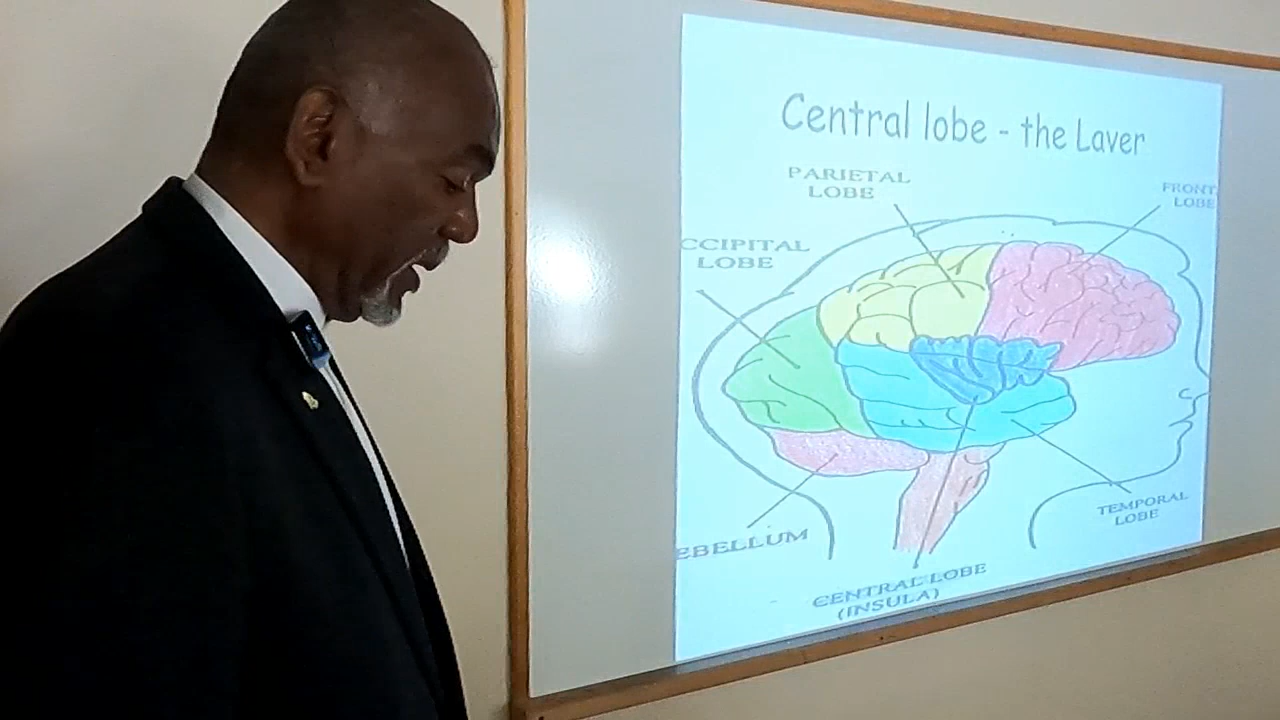 Central lobe - the Laver
PARIETAL
LOBE
FRONT
LOBE
CCIPITAL
LOBE
TEMPORAL
LOBE
EBELLUM
CENTRAL LOBE
(INSULA)